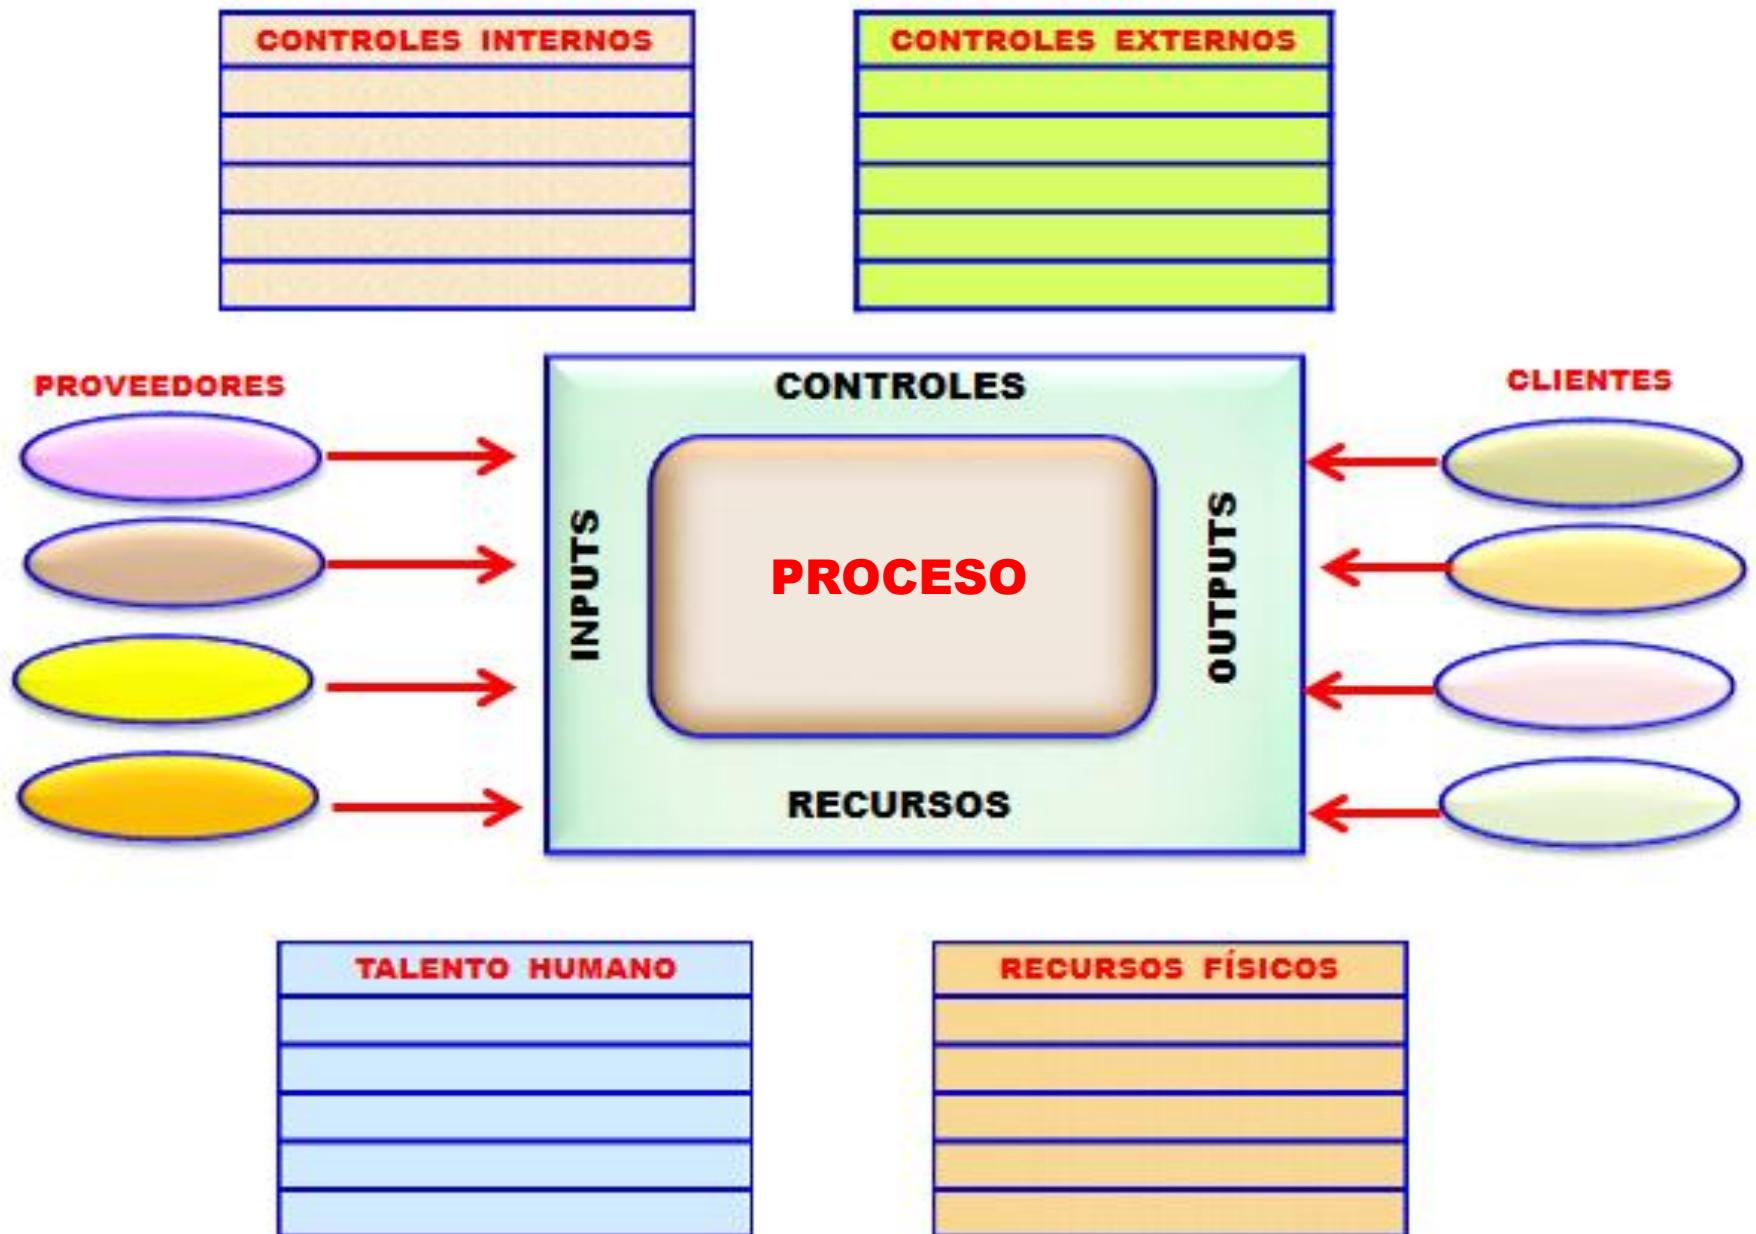 CONTROLES INTERNOS
CONTROLES EXTERNOS
PROVEEDORES
CONTROLES
CLIENTES
INPUTS
PROCESO
OUTPUTS
RECURSOS
TALENTO HUMANO
RECURSOS FÍSICOS